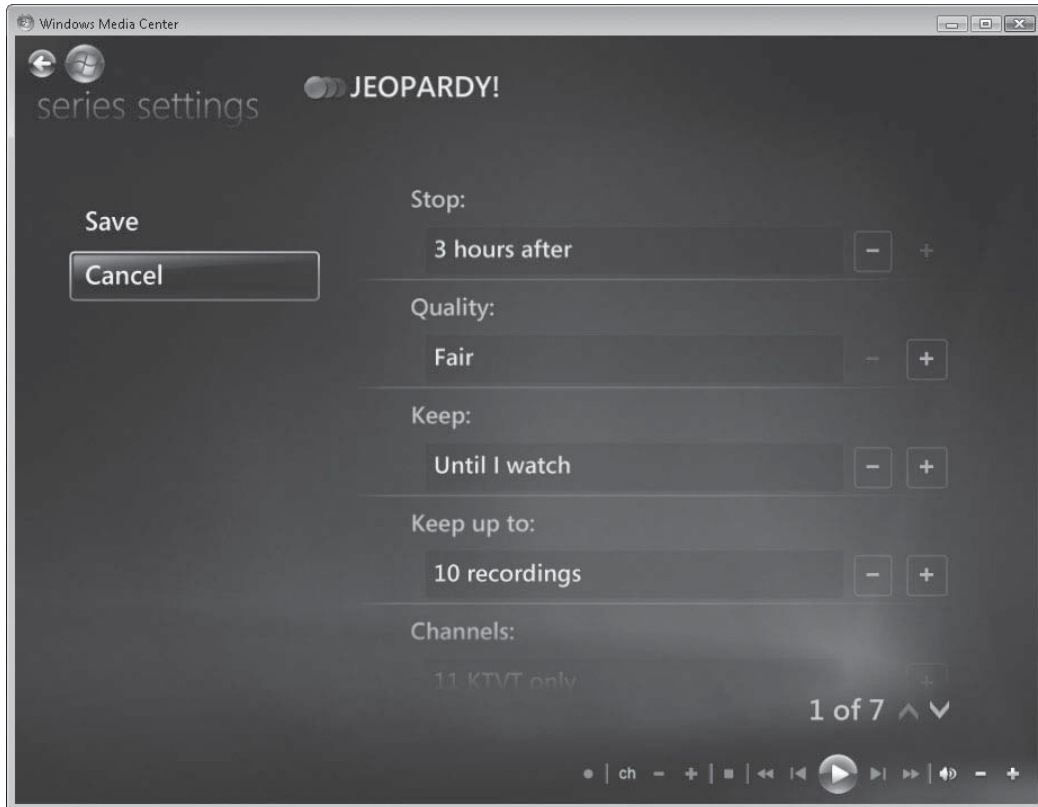 Windows Media Center
series settings
JEOPARDY!
Save
Cancel
Stop:
3 hours after
Quality:
Fair
Keep:
Until I watch
Keep up to:
10 recordings
Channels:
11 KTVT only
1 of 7
ch